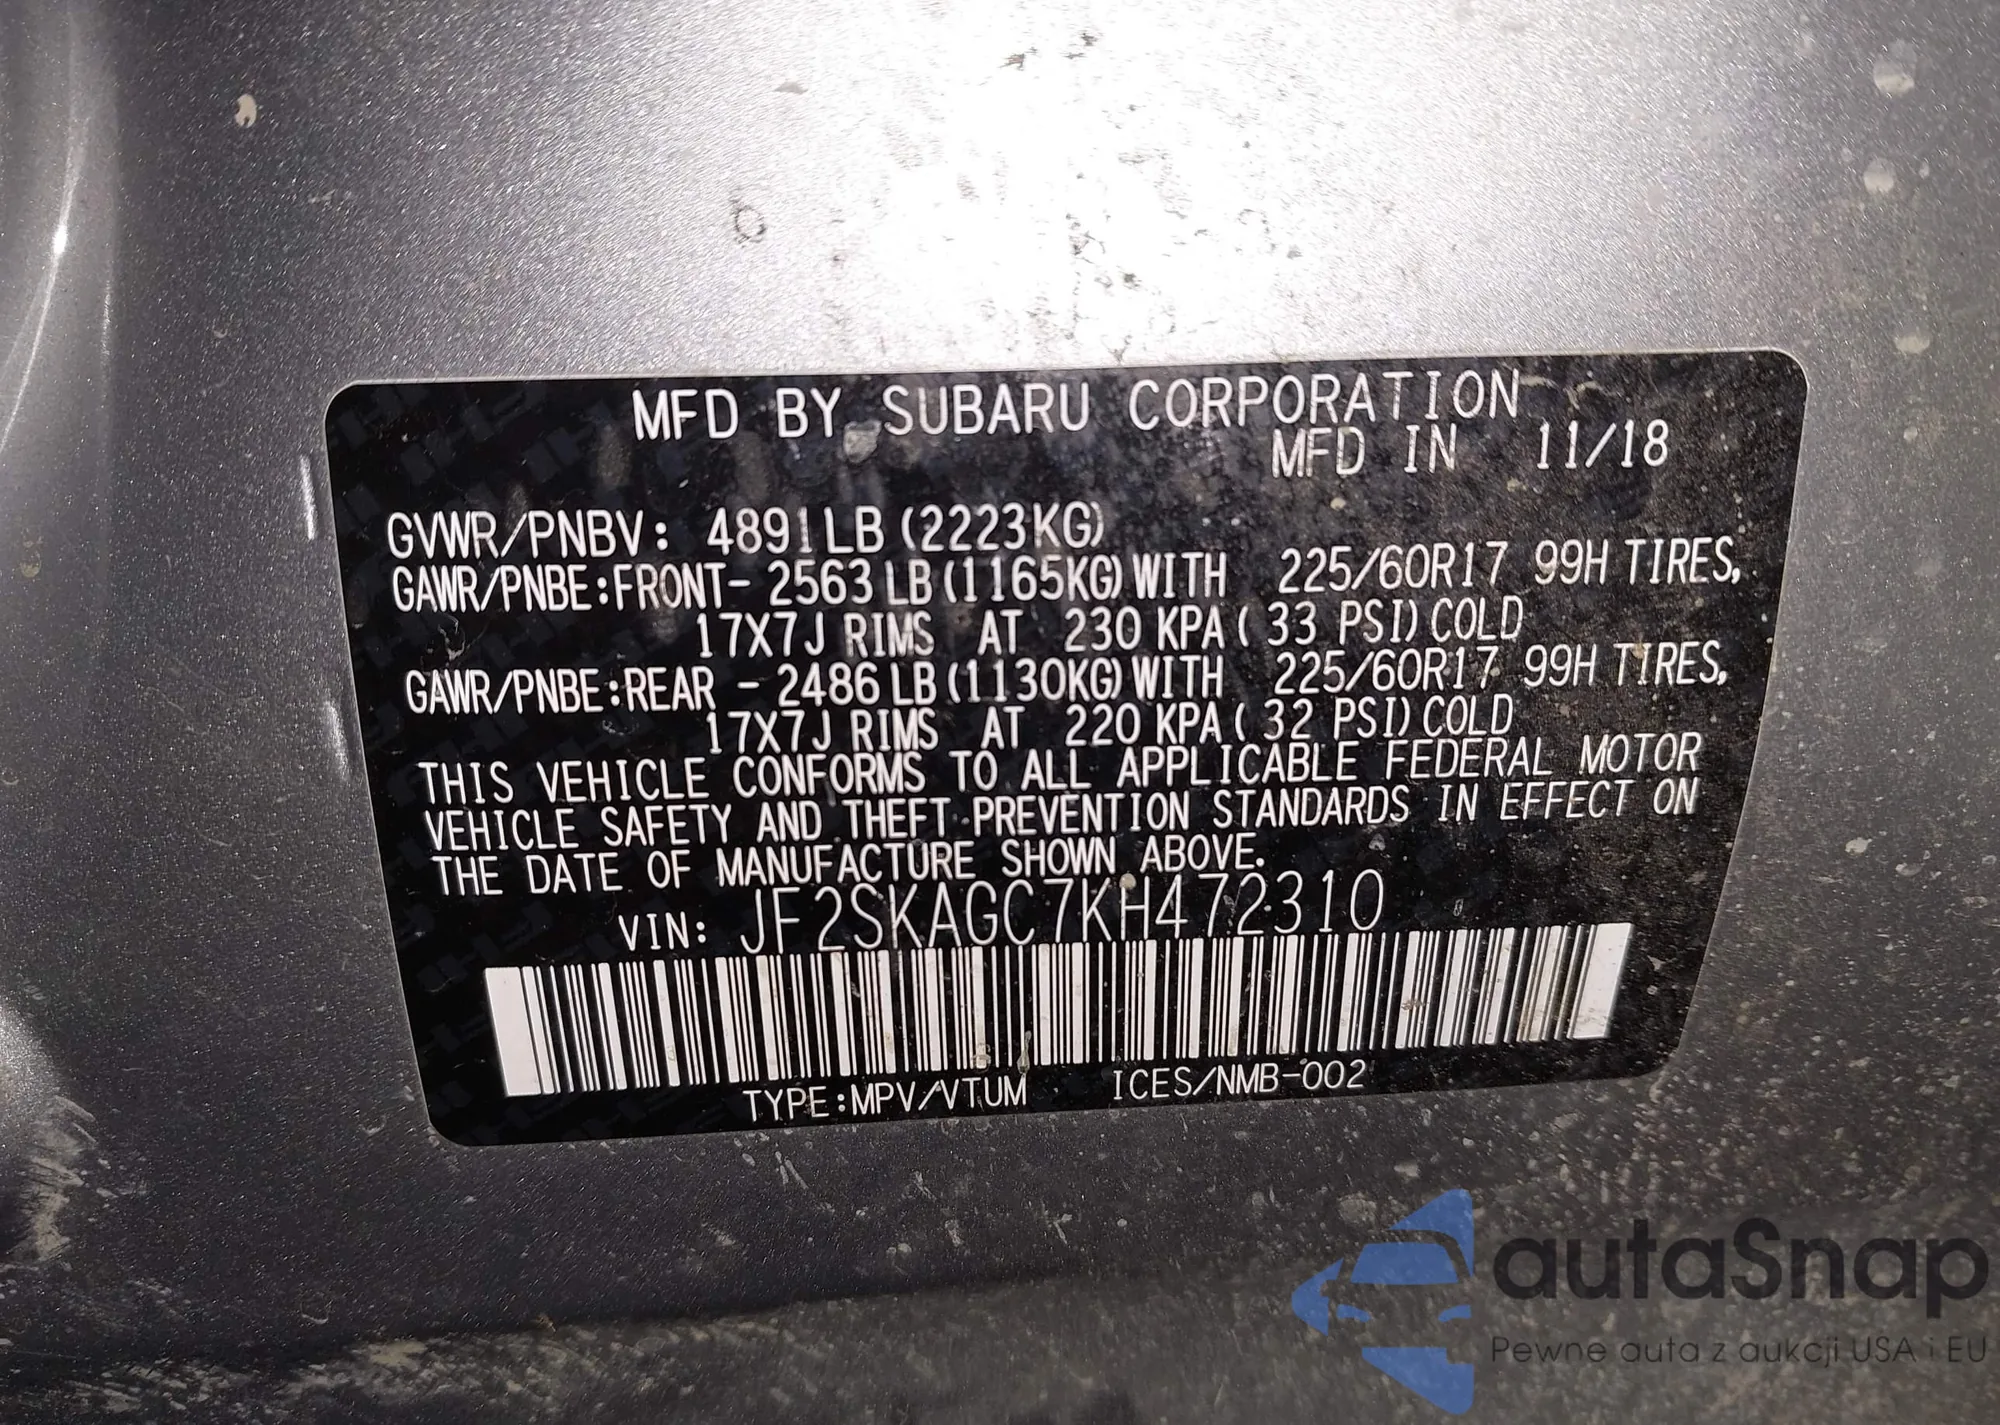 MFD BY SUBARU CORPORATION
MFD IN 11/18
GVWR/PNBV: 4891LB (2223KG)
GAWR/PNBE:FRONT- 2563 LB (1165KG) WITH 225/60R17 99H TIRES,
17X7J RIMS AT 230 KPA ( 33 PSI) COLD
GAWR/PNBE:REAR - 2486 LB (1130KG) WITH 225/60R17 99H TIRES,
17X7J RIMS AT 220 KPA ( 32 PSI) COLD
THIS VEHICLE CONFORMS TO ALL APPLICABLE FEDERAL MOTOR
VEHICLE SAFETY AND THEFT PREVENTION STANDARDS IN EFFECT ON
THE DATE OF MANUFACTURE SHOWN ABOVE.
VIN: JF2SKAGC7KH472310
TYPE:MPV/VTUM ICES/NMB-002
autaSnap
Pewne auta z aukcji USA i EU